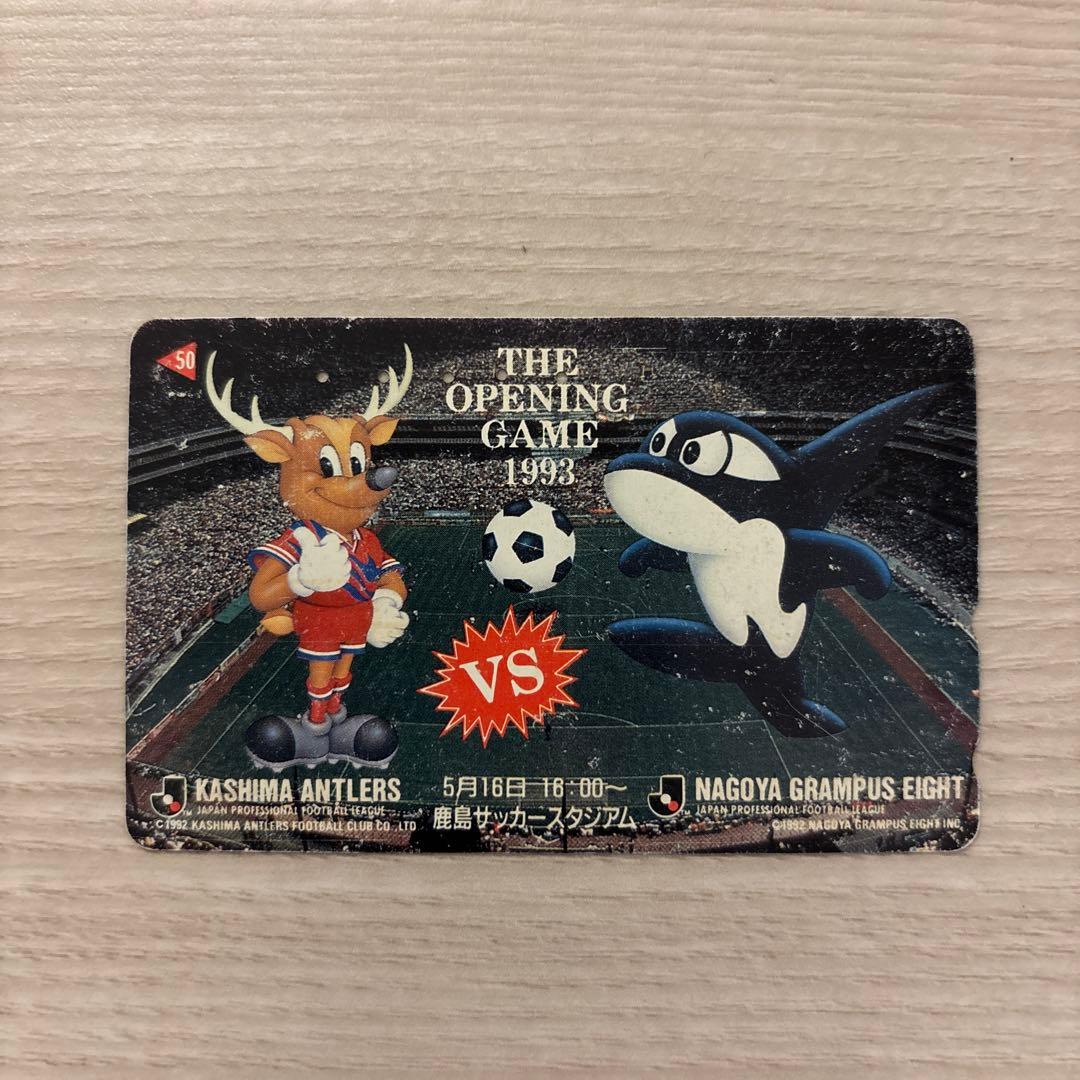 50
THE
OPENING
GAME
1993
VS
KASHIMA ANTLERS
JAPAN PROFESSIONAL FOOTBALL LEAGUE
©1992 KASHIMA ANTLERS FOOTBALL CLUB CO., LTD.
5月16日 16:00〜
鹿島サッカースタジアム
NAGOYA GRAMPUS EIGHT
JAPAN PROFESSIONAL FOOTBALL LEAGUE
©1992 NAGOYA GRAMPUS EIGHT INC.